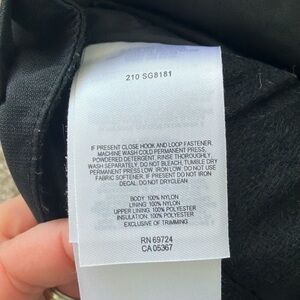 210 SG8181
IF PRESENT CLOSE HOOK AND LOOP FASTENER,
MACHINE WASH COLD PERMANENT PRESS,
POWDERED DETERGENT, RINSE THOROUGHLY
WASH SEPARATELY, DO NOT BLEACH, TUMBLE DRY
PERMANENT PRESS LOW, IRON LOW, DO NOT USE
FABRIC SOFTENER, IF PRESENT DO NOT IRON
DECAL, DO NOT DRYCLEAN
BODY: 100% NYLON
LINING: 100% NYLON
UPPER LINING: 100% POLYESTER
INSULATION: 100% POLYESTER
EXCLUSIVE OF TRIMMING
RN 69724
CA 05367